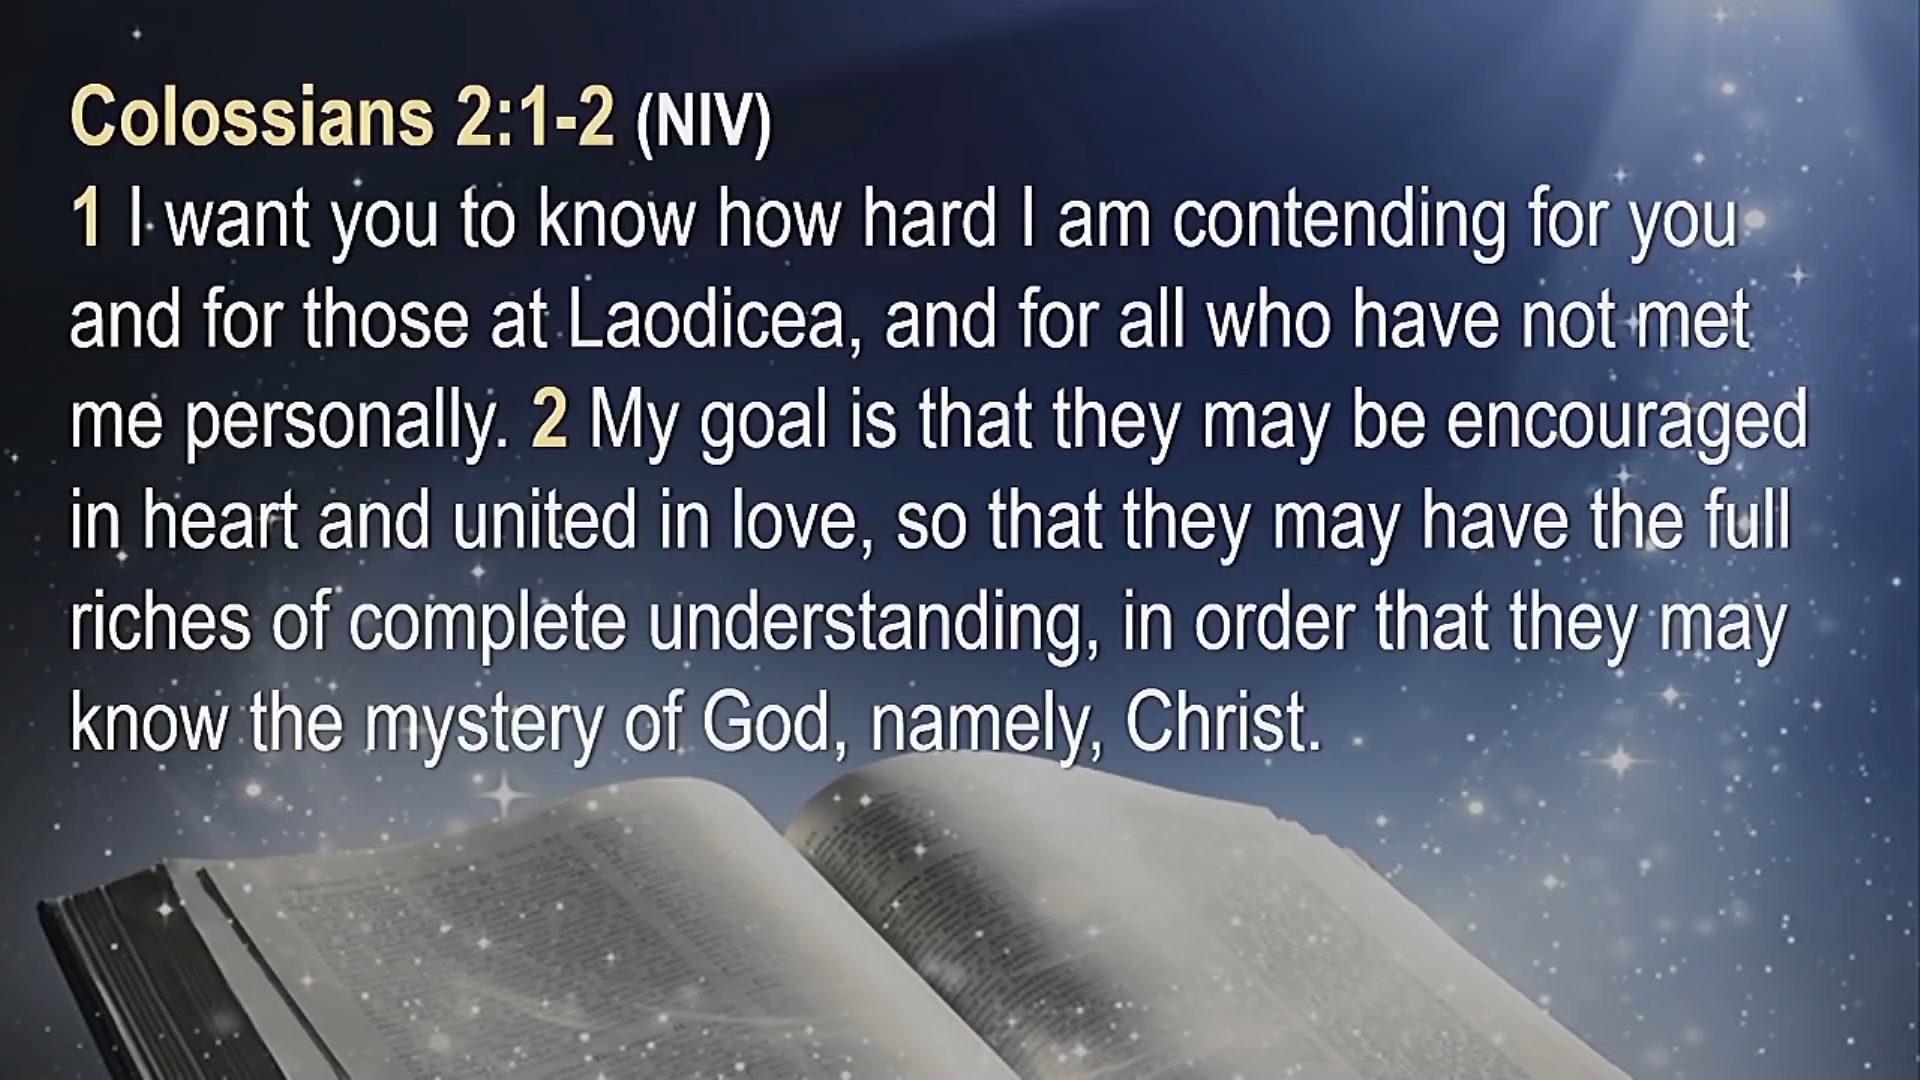 Colossians 2:1-2 (NIV)
1 I want you to know how hard I am contending for you
and for those at Laodicea, and for all who have not met
me personally. 2 My goal is that they may be encouraged
in heart and united in love, so that they may have the full
riches of complete understanding, in order that they may
know the mystery of God, namely, Christ.